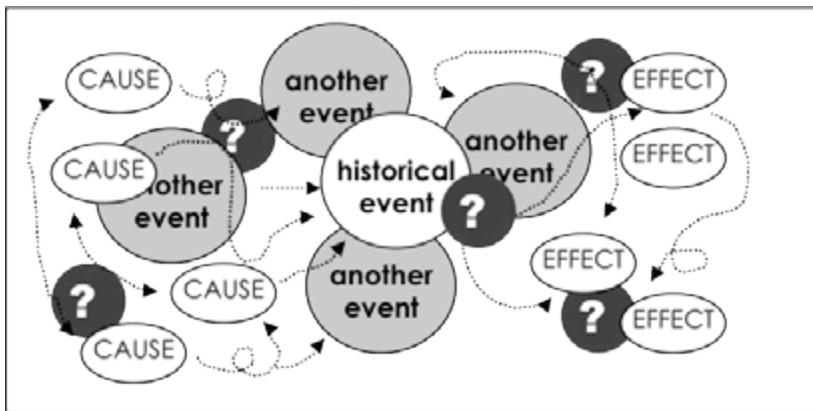 CAUSE
another
event
?
?
EFFECT
another
event
EFFECT
CAUSE
nother
event
historical
event
?
EFFECT
another
event
CAUSE
?
?
EFFECT
CAUSE